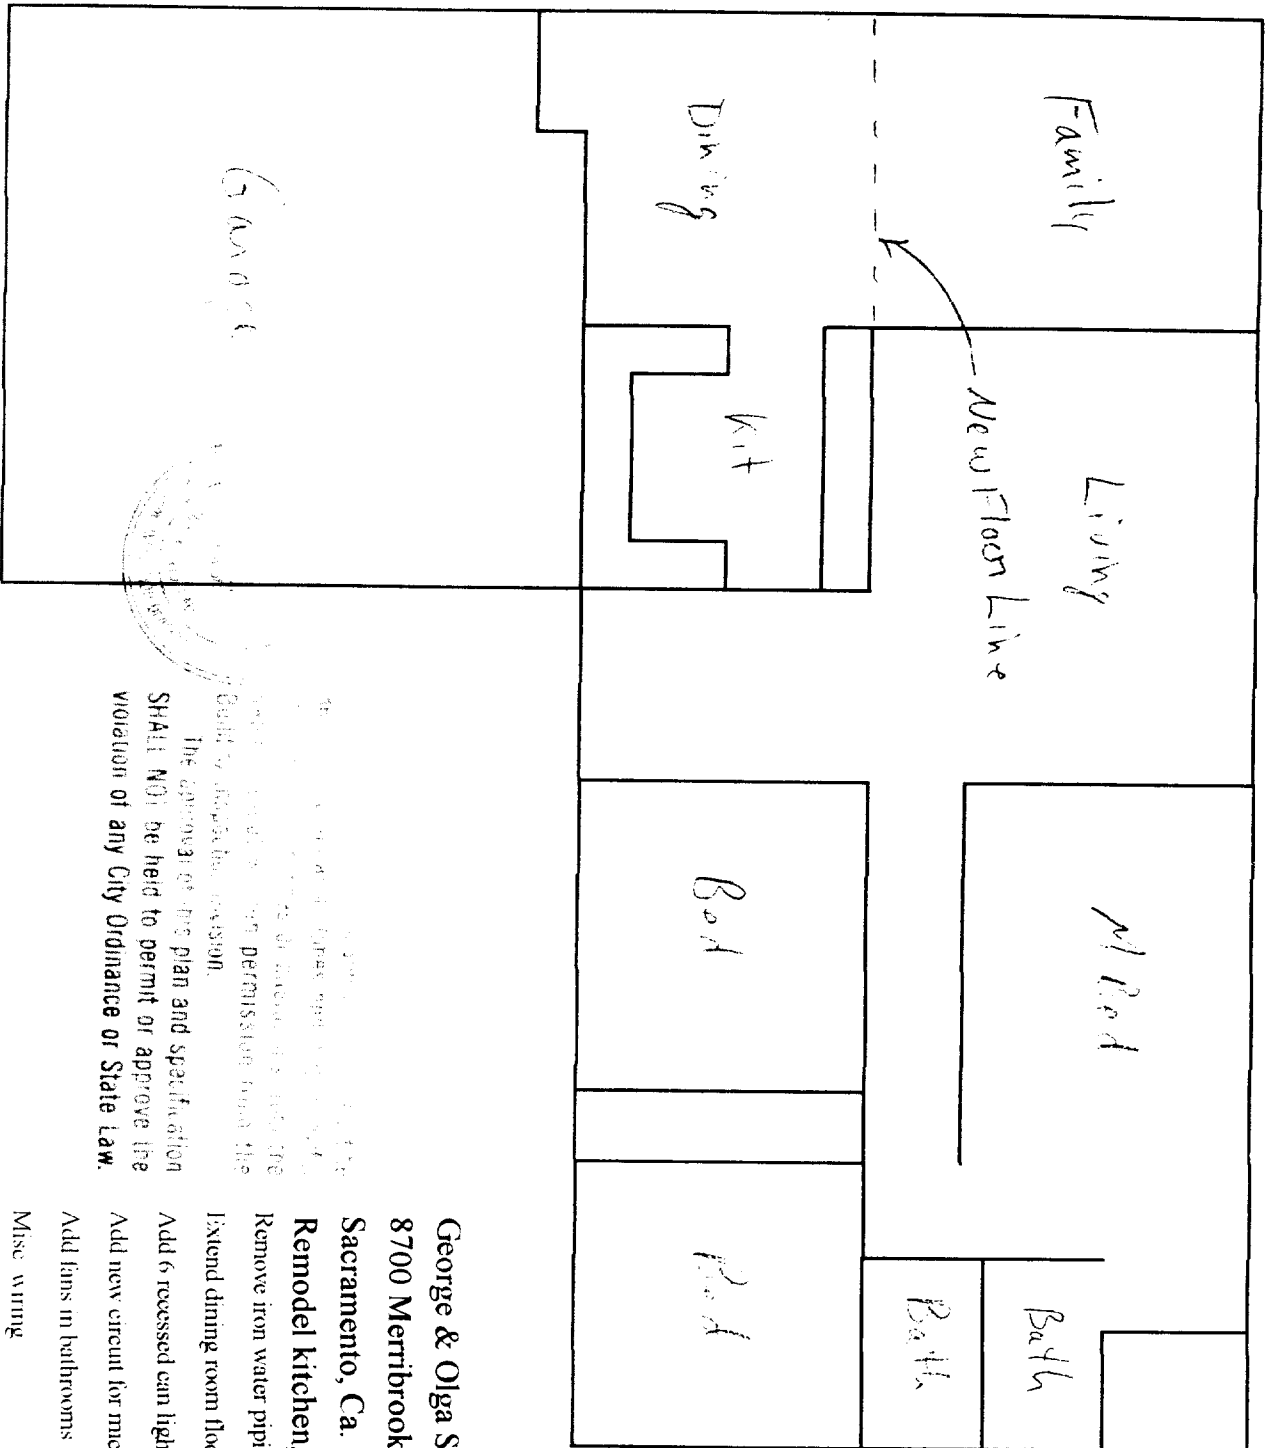 Family
Dining
Garage
Kit
Living
New Floor Line
Bed
M Bed
Bed
Bath
Bath
permission
The approval of this plan and specification
SHALL NOT be held to permit or approve the
violation of any City Ordinance or State Law.
George & Olga S
8700 Merribrook
Sacramento, Ca.
Remodel kitchen,
Remove iron water pipi
Extend dining room floo
Add 6 recessed can ligh
Add new circuit for mic
Add fans in bathrooms
Misc wiring